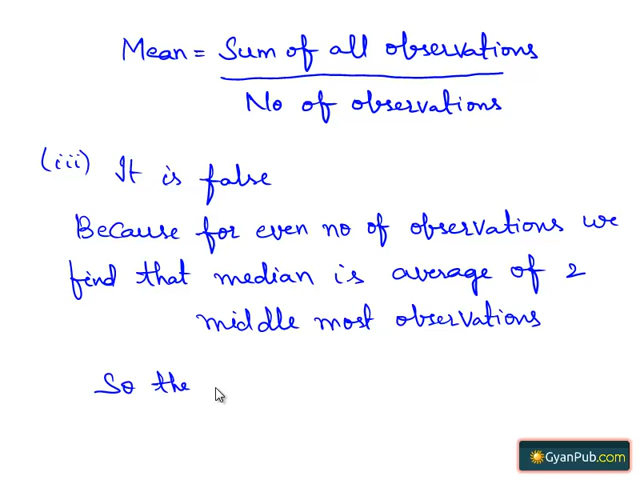 Mean = Sum of all observations
No of observations
(iii) It is false
Because for even no of observations we
find that median is average of 2
middle most observations
So the
GyanPub.com